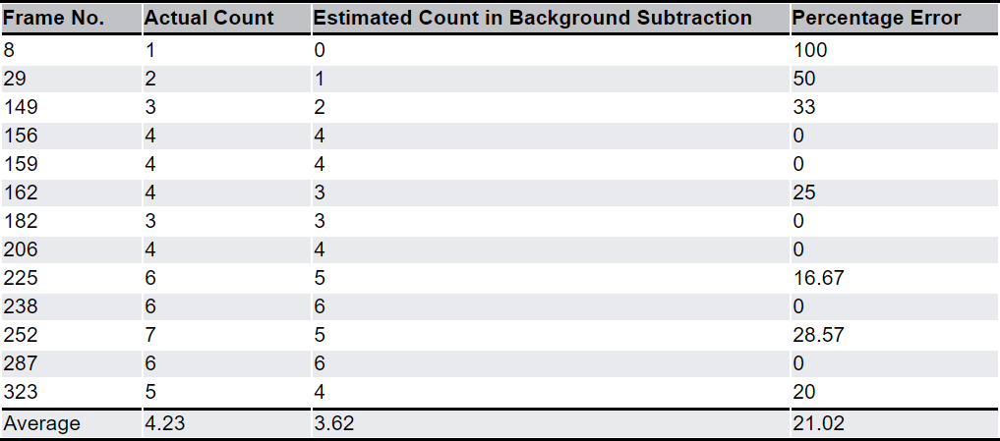 Frame No. Actual Count Estimated Count in Background Subtraction Percentage Error
8 1 0 100
29 2 1 50
149 3 2 33
156 4 4 0
159 4 4 0
162 4 3 25
182 3 3 0
206 4 4 0
225 6 5 16.67
238 6 6 0
252 7 5 28.57
287 6 6 0
323 5 4 20
Average 4.23 3.62 21.02